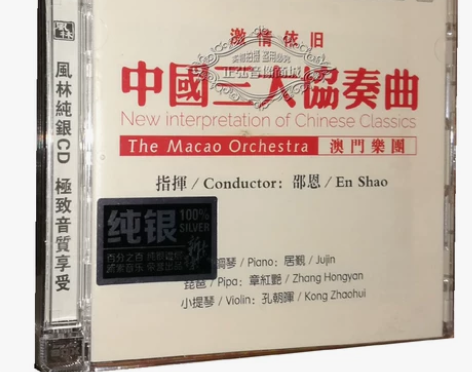 激情依旧
中國三大協奏曲
New interpretation of Chinese Classics
The Macao Orchestra 澳門樂團
指揮 / Conductor: 邵恩 / En Shao
纯银 100% SILVER
鋼琴 / Piano: 居覲 / Jujin
琵琶 / Pipa: 章紅艷 / Zhang Hongyan
小提琴 / Violin: 孔朝暉 / Kong Zhaohui
風林純銀CD 極致音質享受